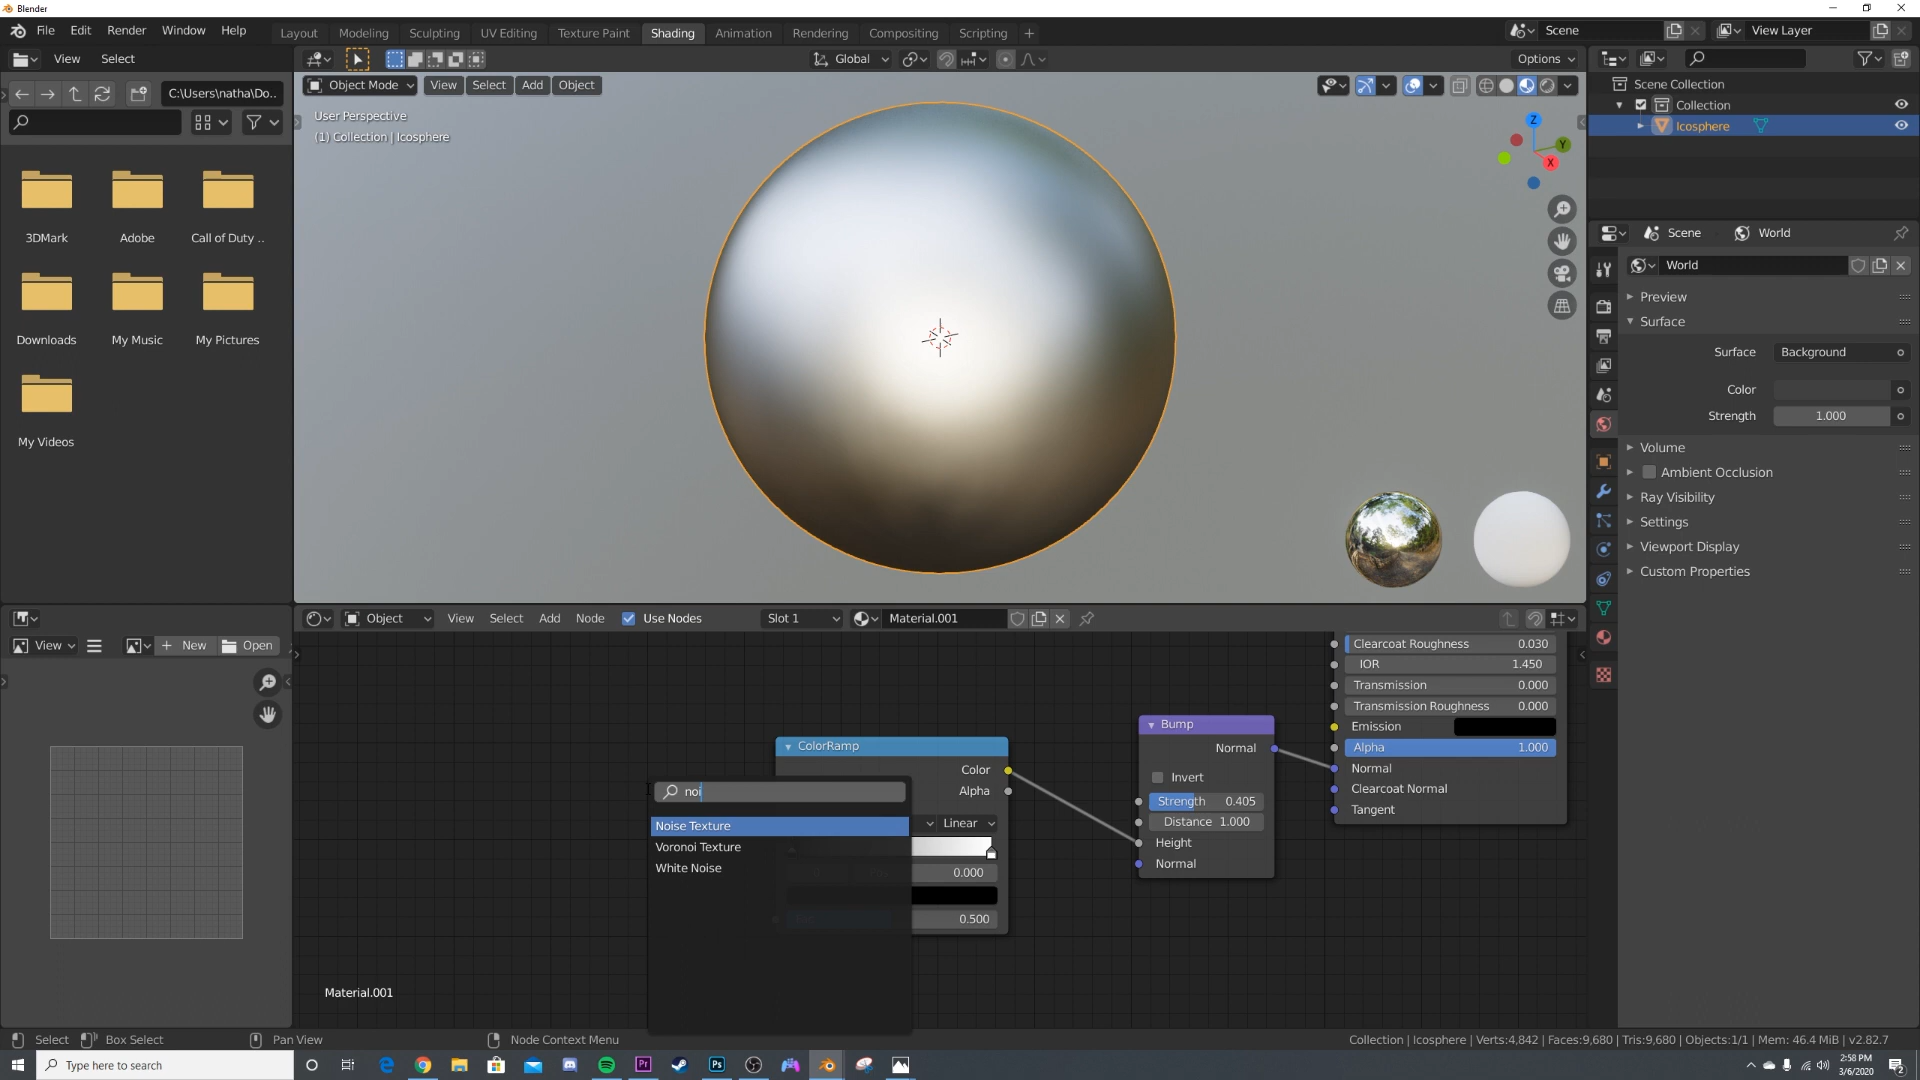 Blender
File Edit Render Window Help
Layout Modeling Sculpting UV Editing Texture Paint Shading Animation Rendering Compositing Scripting +
Scene
View Layer
View Select
Global
Options
C:\Users\natha\Do..
Object Mode View Select Add Object
User Perspective
(1) Collection | Icosphere
Z
Y
X
Scene Collection
Collection
Icosphere
3DMark Adobe Call of Duty ..
Downloads My Music My Pictures
My Videos
Scene World
World
Preview
Surface
Surface Background
Color
Strength 1.000
Volume
Ambient Occlusion
Ray Visibility
Settings
Viewport Display
Custom Properties
Object View Select Add Node Use Nodes Slot 1 Material.001
View + New Open
Clearcoat Roughness 0.030
IOR 1.450
Transmission 0.000
Transmission Roughness 0.000
Emission
Alpha 1.000
Normal
Clearcoat Normal
Tangent
Bump
Normal
Invert
Strength 0.405
Distance 1.000
Height
Normal
ColorRamp
Color
Alpha
Linear
Pos 0.000
0.500
noi
Noise Texture
Voronoi Texture
White Noise
Material.001
Select Box Select Pan View Node Context Menu
Collection | Icosphere | Verts:4,842 | Faces:9,680 | Tris:9,680 | Objects:1/1 | Mem: 46.4 MiB | v2.82.7
Type here to search
Pr
Ps
2:58 PM
3/6/2020
2